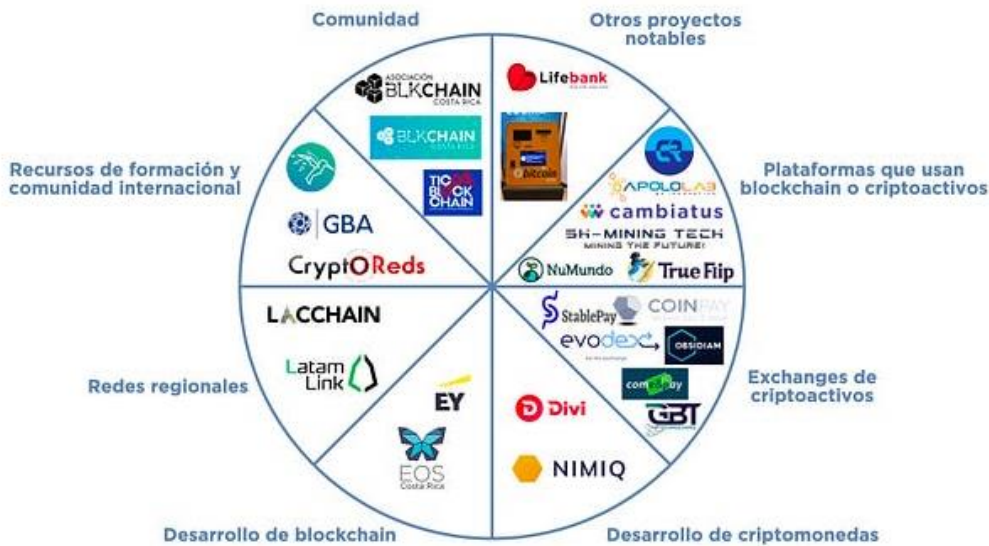 Comunidad
Otros proyectos
notables
ASOCIACIÓN
BLKCHAIN
COSTA RICA
Lifebank
BLKCHAIN
COSTA RICA
bitcoin
TIC
BLOCK
CHAIN
Recursos de formación y
comunidad internacional
GBA
CryptOReds
CR
APOLOLAB
cambiatus
SH-MINING TECH
MINING THE FUTURE!
NuMundo
True Flip
Plataformas que usan
blockchain o criptoactivos
LACCHAIN
Latam
Link
Redes regionales
StablePay
COINPAY
evodex
OBSIDIAM
GBT
Exchanges de
criptoactivos
EY
EOS
Costa Rica
Divi
NIMIQ
Desarrollo de blockchain
Desarrollo de criptomonedas